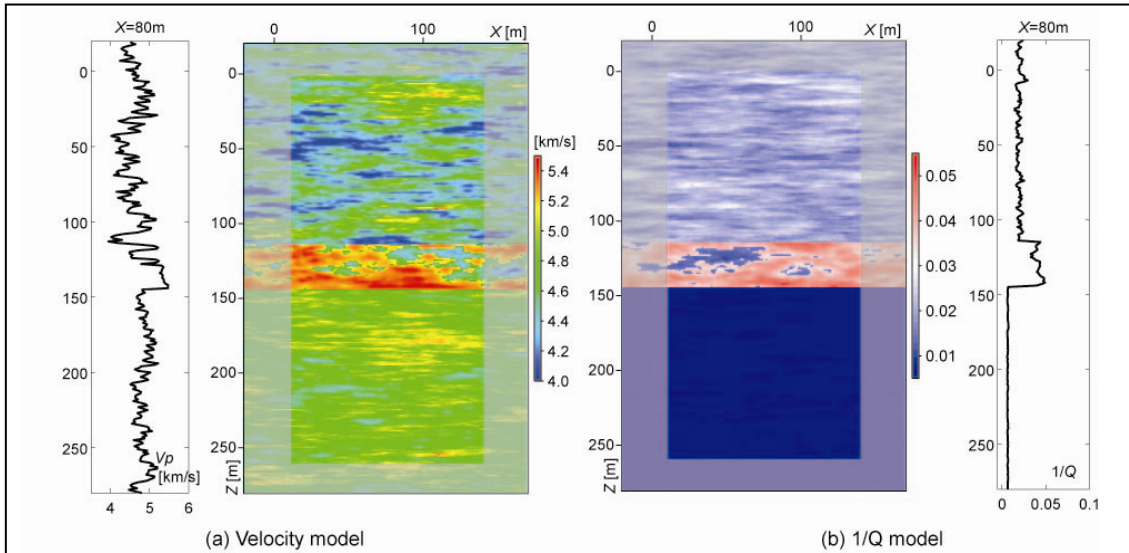 X=80m
0
50
100
150
200
250
Vp
[km/s]
4 5 6
0 100 X [m]
0
50
100
150
200
250
Z [m]
[km/s]
5.4
5.2
5.0
4.8
4.6
4.4
4.2
4.0
(a) Velocity model
0 100 X [m]
0
50
100
150
200
250
Z [m]
0.05
0.04
0.03
0.02
0.01
X=80m
0
50
100
150
200
250
1/Q
0 0.05 0.1
(b) 1/Q model